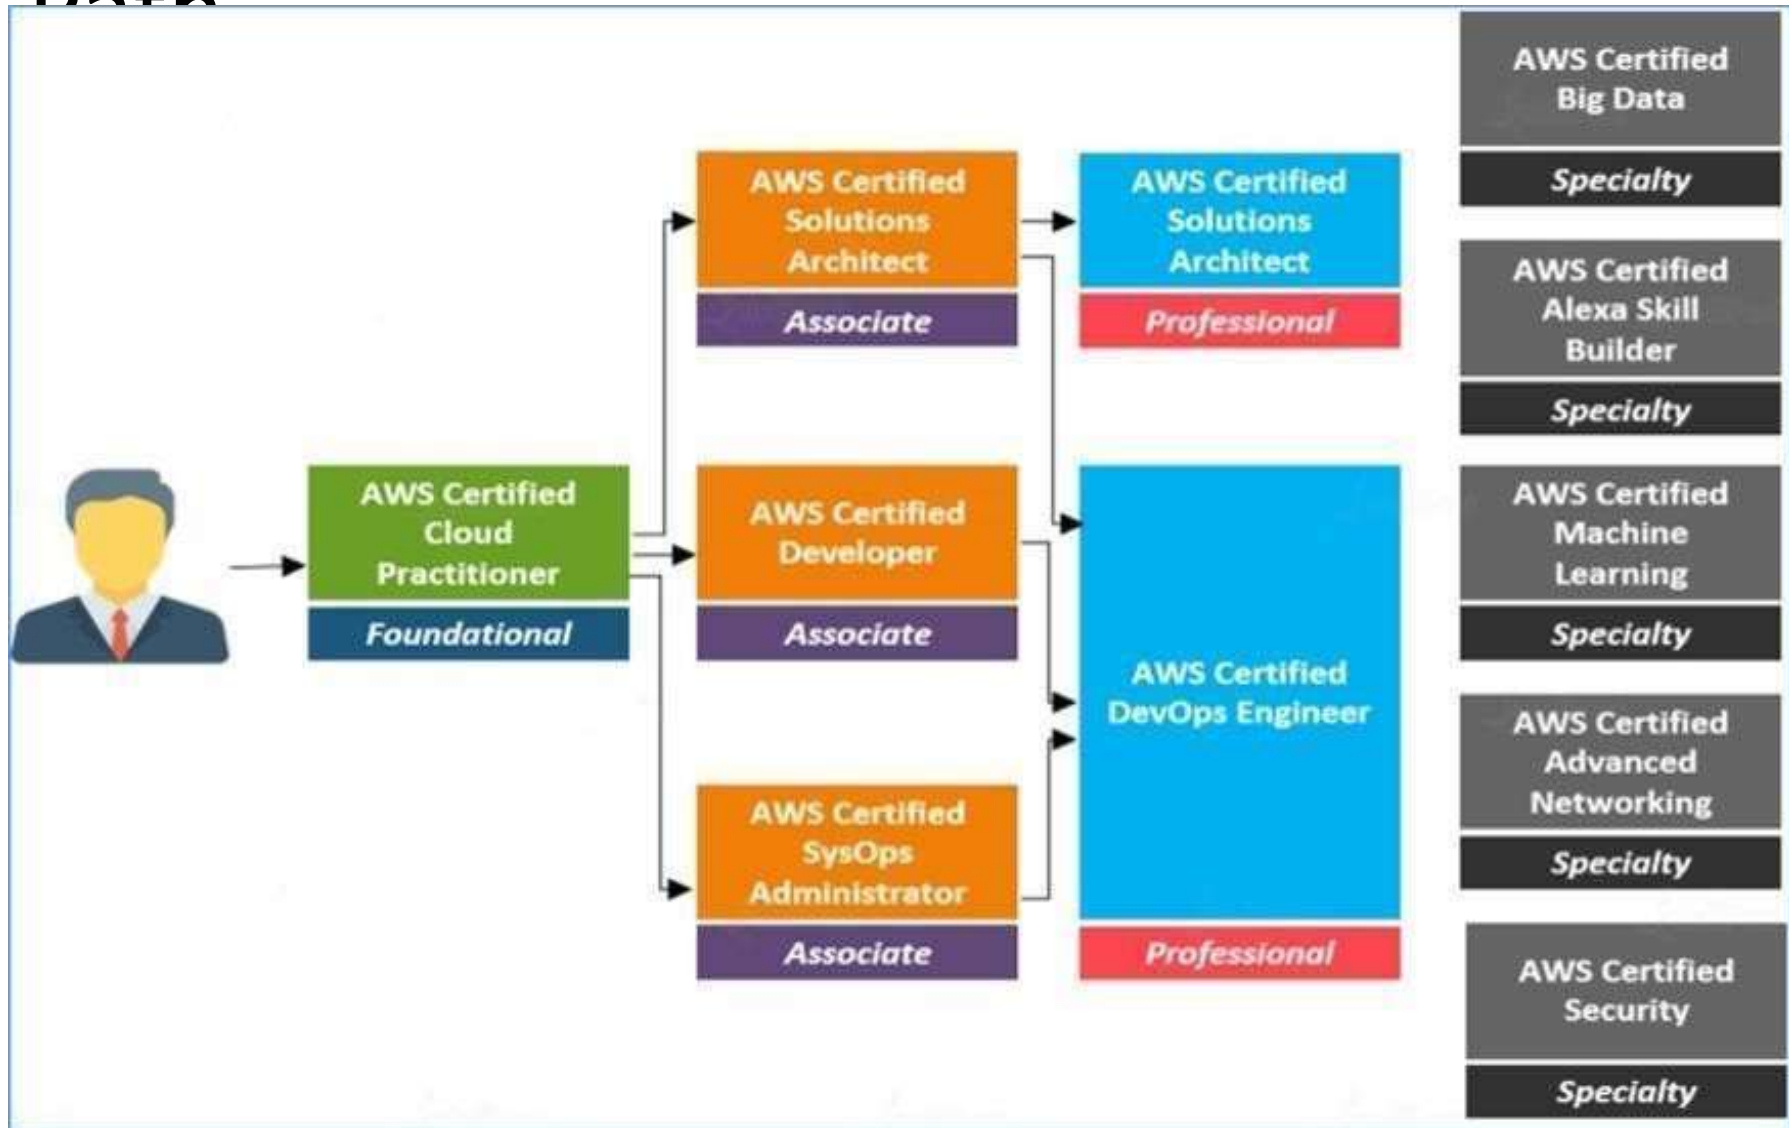 Path
AWS Certified
Solutions
Architect
Associate
AWS Certified
Solutions
Architect
Professional
AWS Certified
Cloud
Practitioner
Foundational
AWS Certified
Developer
Associate
AWS Certified
SysOps
Administrator
Associate
AWS Certified
DevOps Engineer
Professional
AWS Certified
Big Data
Specialty
AWS Certified
Alexa Skill
Builder
Specialty
AWS Certified
Machine
Learning
Specialty
AWS Certified
Advanced
Networking
Specialty
AWS Certified
Security
Specialty